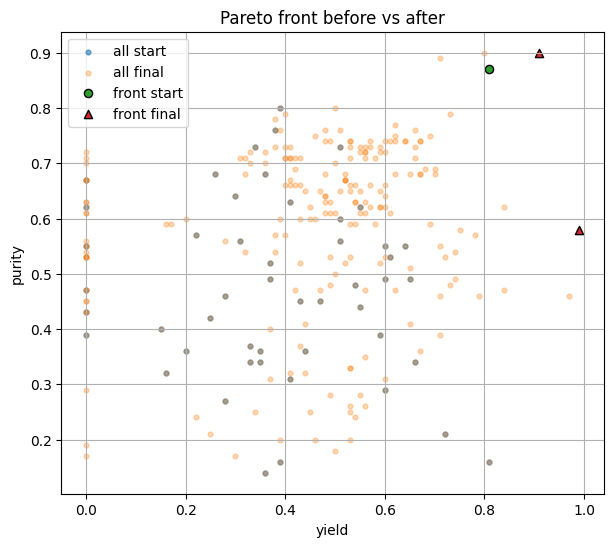 Pareto front before vs after
all start
all final
front start
front final
0.9
0.8
0.7
0.6
0.5
0.4
0.3
0.2
purity
0.0 0.2 0.4 0.6 0.8 1.0
yield